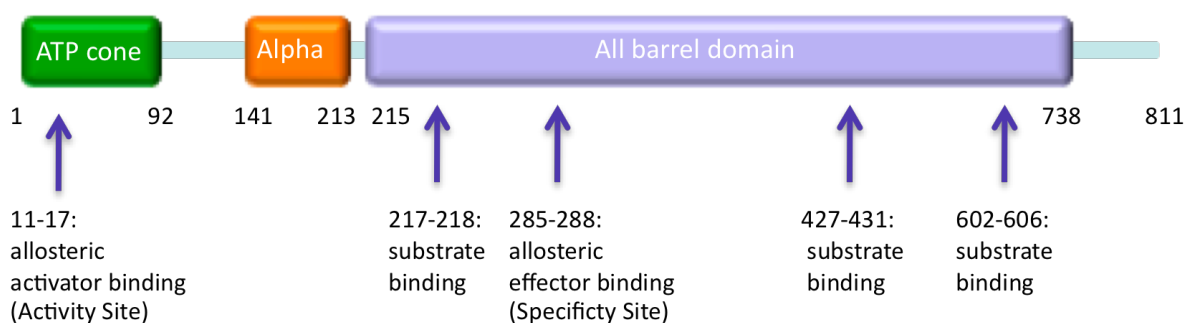 ATP cone Alpha All barrel domain
1 92 141 213 215 738 811
11-17:
allosteric
activator binding
(Activity Site)
217-218:
substrate
binding
285-288:
allosteric
effector binding
(Specificty Site)
427-431:
substrate
binding
602-606:
substrate
binding